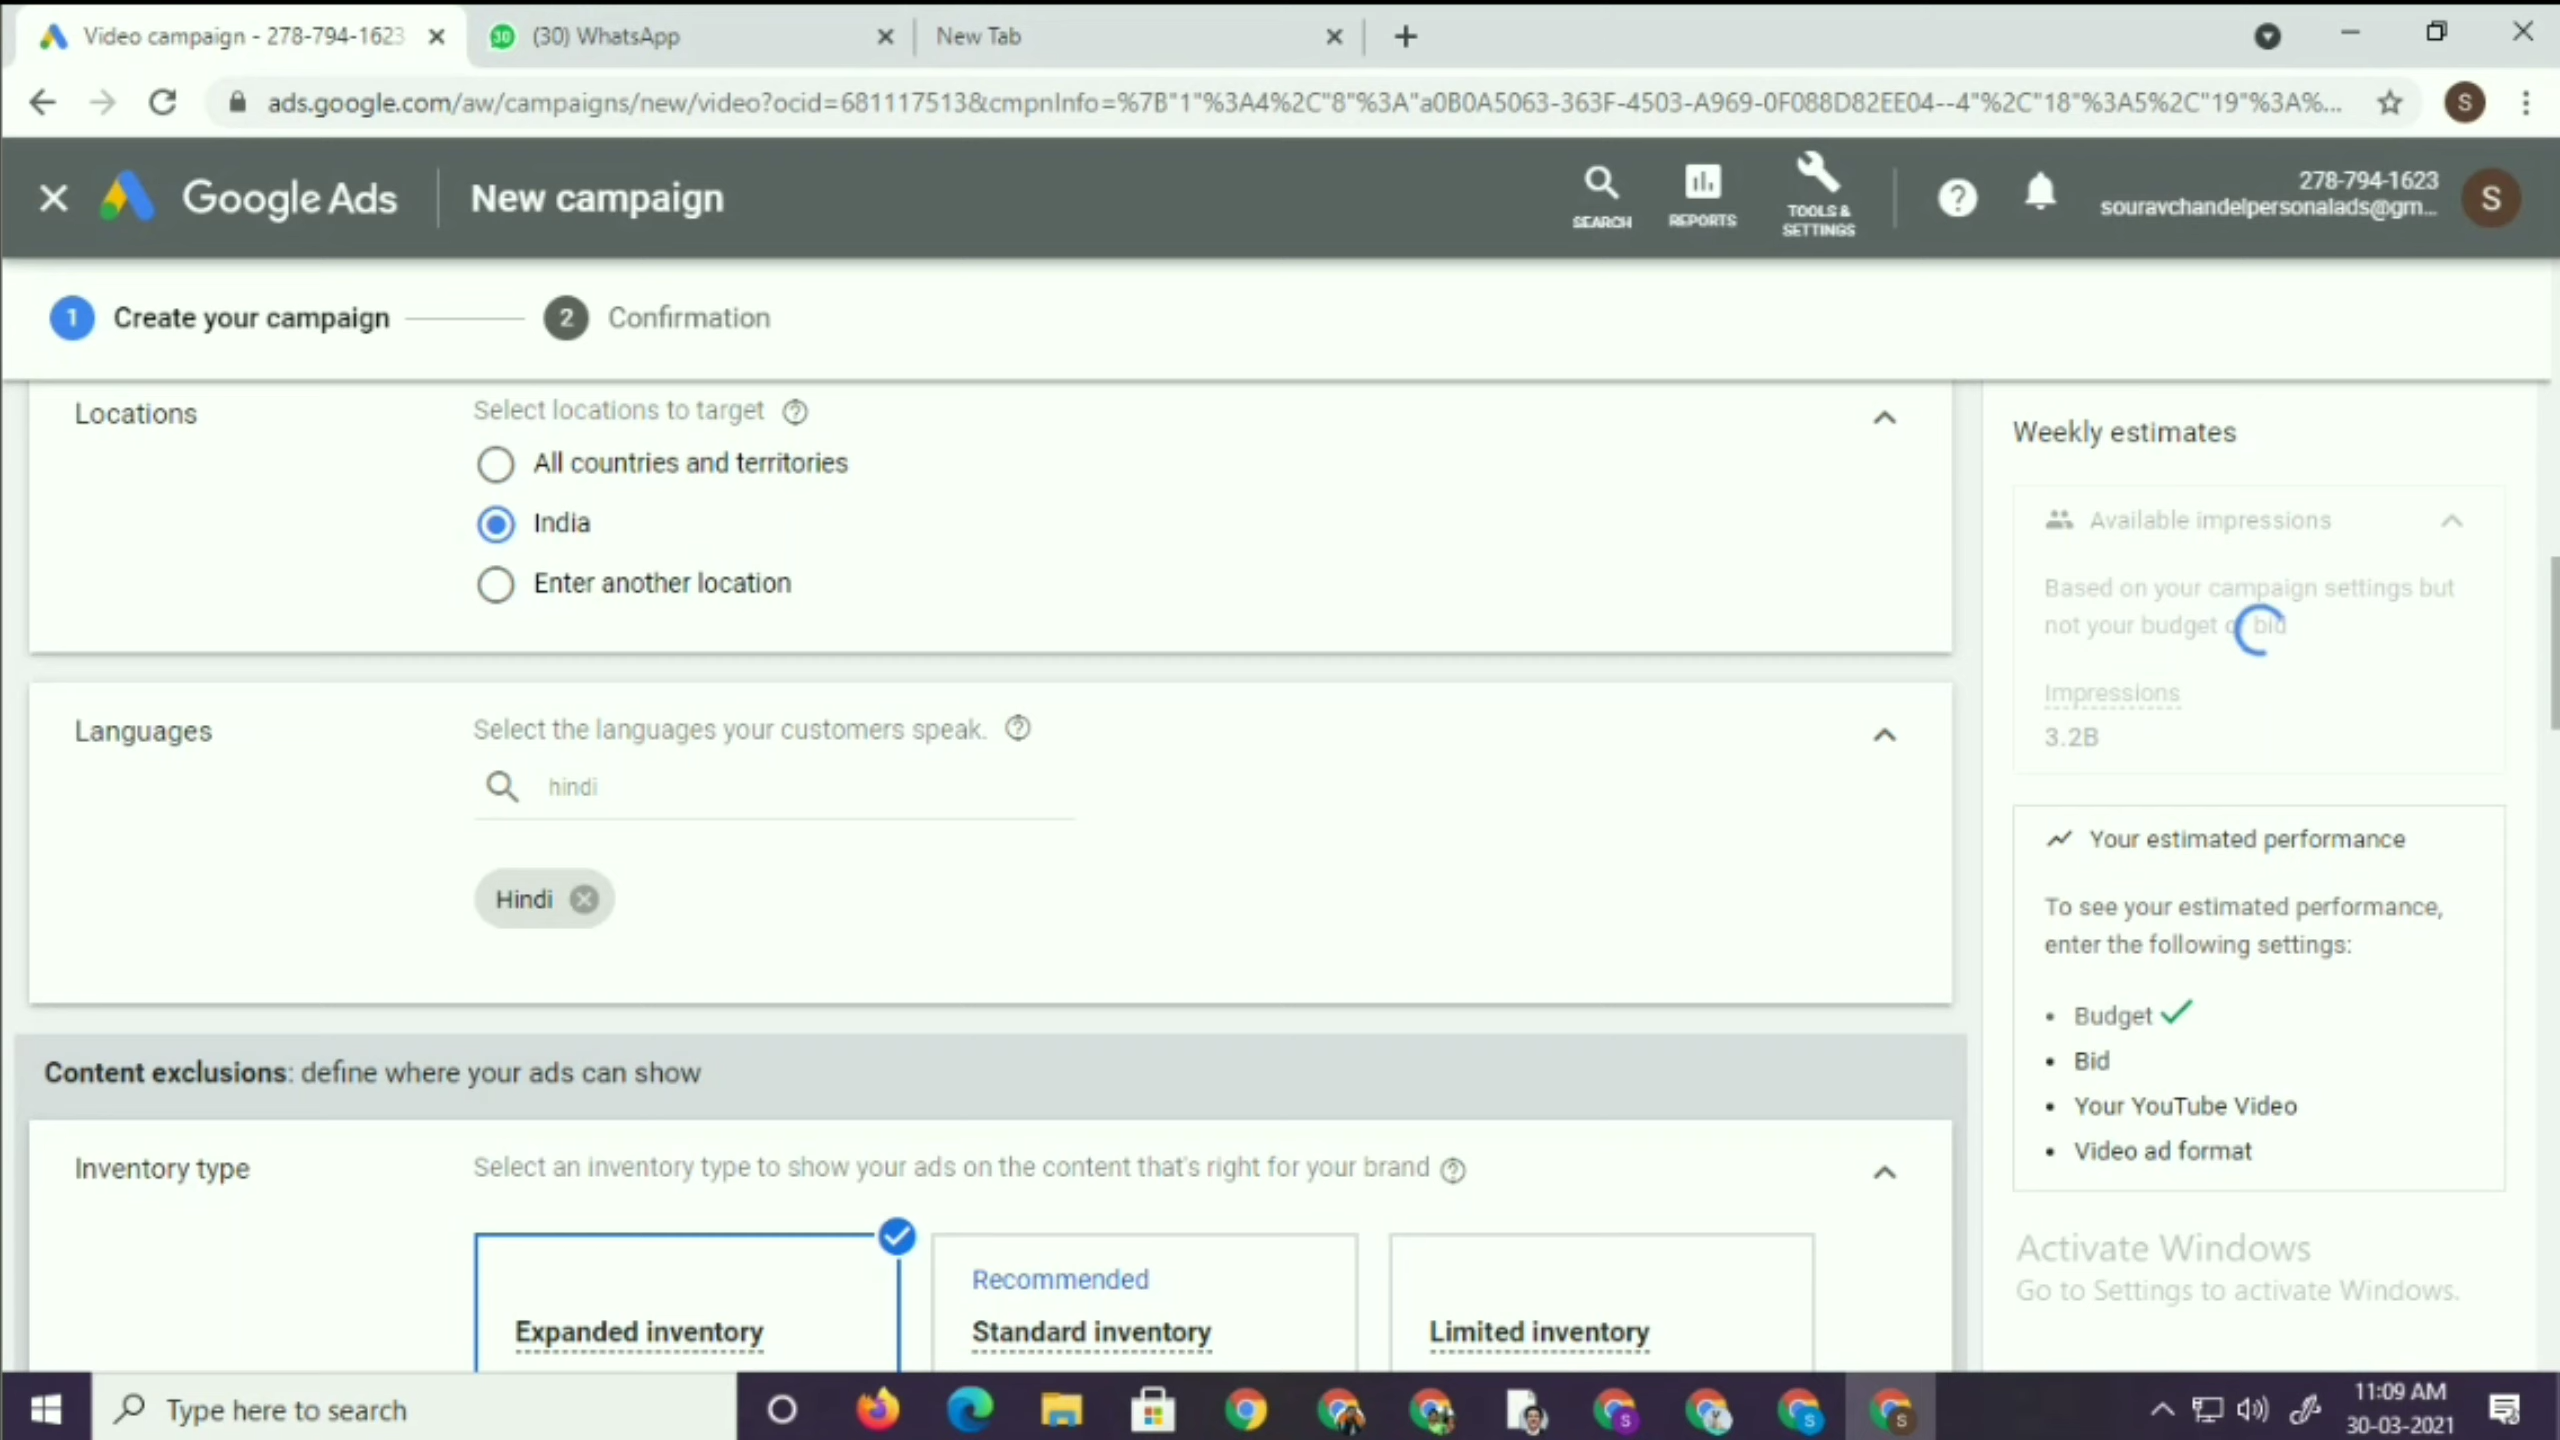 Video campaign - 278-794-1623
30 (30) WhatsApp
New Tab
ads.google.com/aw/campaigns/new/video?ocid=681117513&cmpnInfo=%7B"1"%3A4%2C"8"%3A"a0B0A5063-363F-4503-A969-0F088D82EE04--4"%2C"18"%3A5%2C"19"%3A%...
S
Google Ads
New campaign
SEARCH
REPORTS
TOOLS &
SETTINGS
?
278-794-1623
souravchandelpersonalads@gm...
S
1 Create your campaign
2 Confirmation
Locations
Select locations to target ?
All countries and territories
India
Enter another location
Languages
Select the languages your customers speak. ?
hindi
Hindi
Content exclusions: define where your ads can show
Inventory type
Select an inventory type to show your ads on the content that's right for your brand ?
Expanded inventory
Recommended
Standard inventory
Limited inventory
Weekly estimates
Available impressions
Based on your campaign settings but
not your budget or bid
Impressions
3.2B
Your estimated performance
To see your estimated performance,
enter the following settings:
• Budget
• Bid
• Your YouTube Video
• Video ad format
Activate Windows
Go to Settings to activate Windows.
Type here to search
S
S
S
11:09 AM
30-03-2021